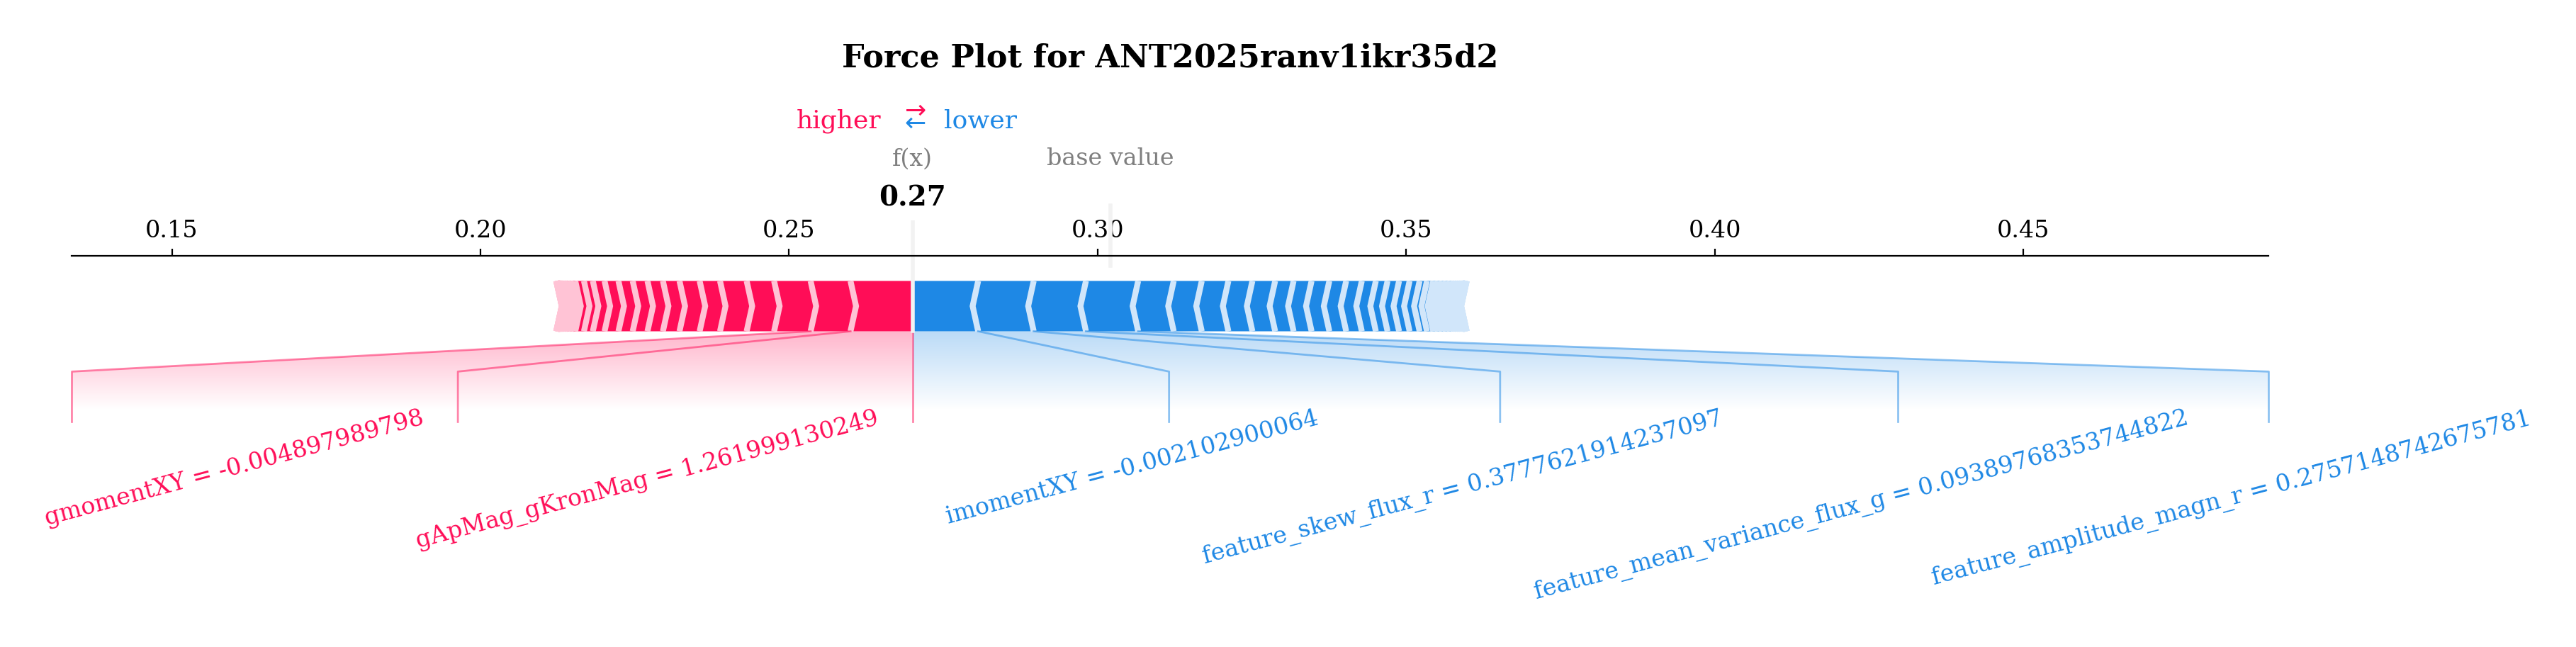 Force Plot for ANT2025ranv1ikr35d2
higher ⇄ lower
f(x) base value
0.27
0.15 0.20 0.25 0.30 0.35 0.40 0.45
gmomentXY = -0.004897989798
gApMag_gKronMag = 1.261999130249
imomentXY = -0.002102900064
feature_skew_flux_r = 0.3777621914237097
feature_mean_variance_flux_g = 0.09389768353744822
feature_amplitude_magn_r = 0.2757148742675781